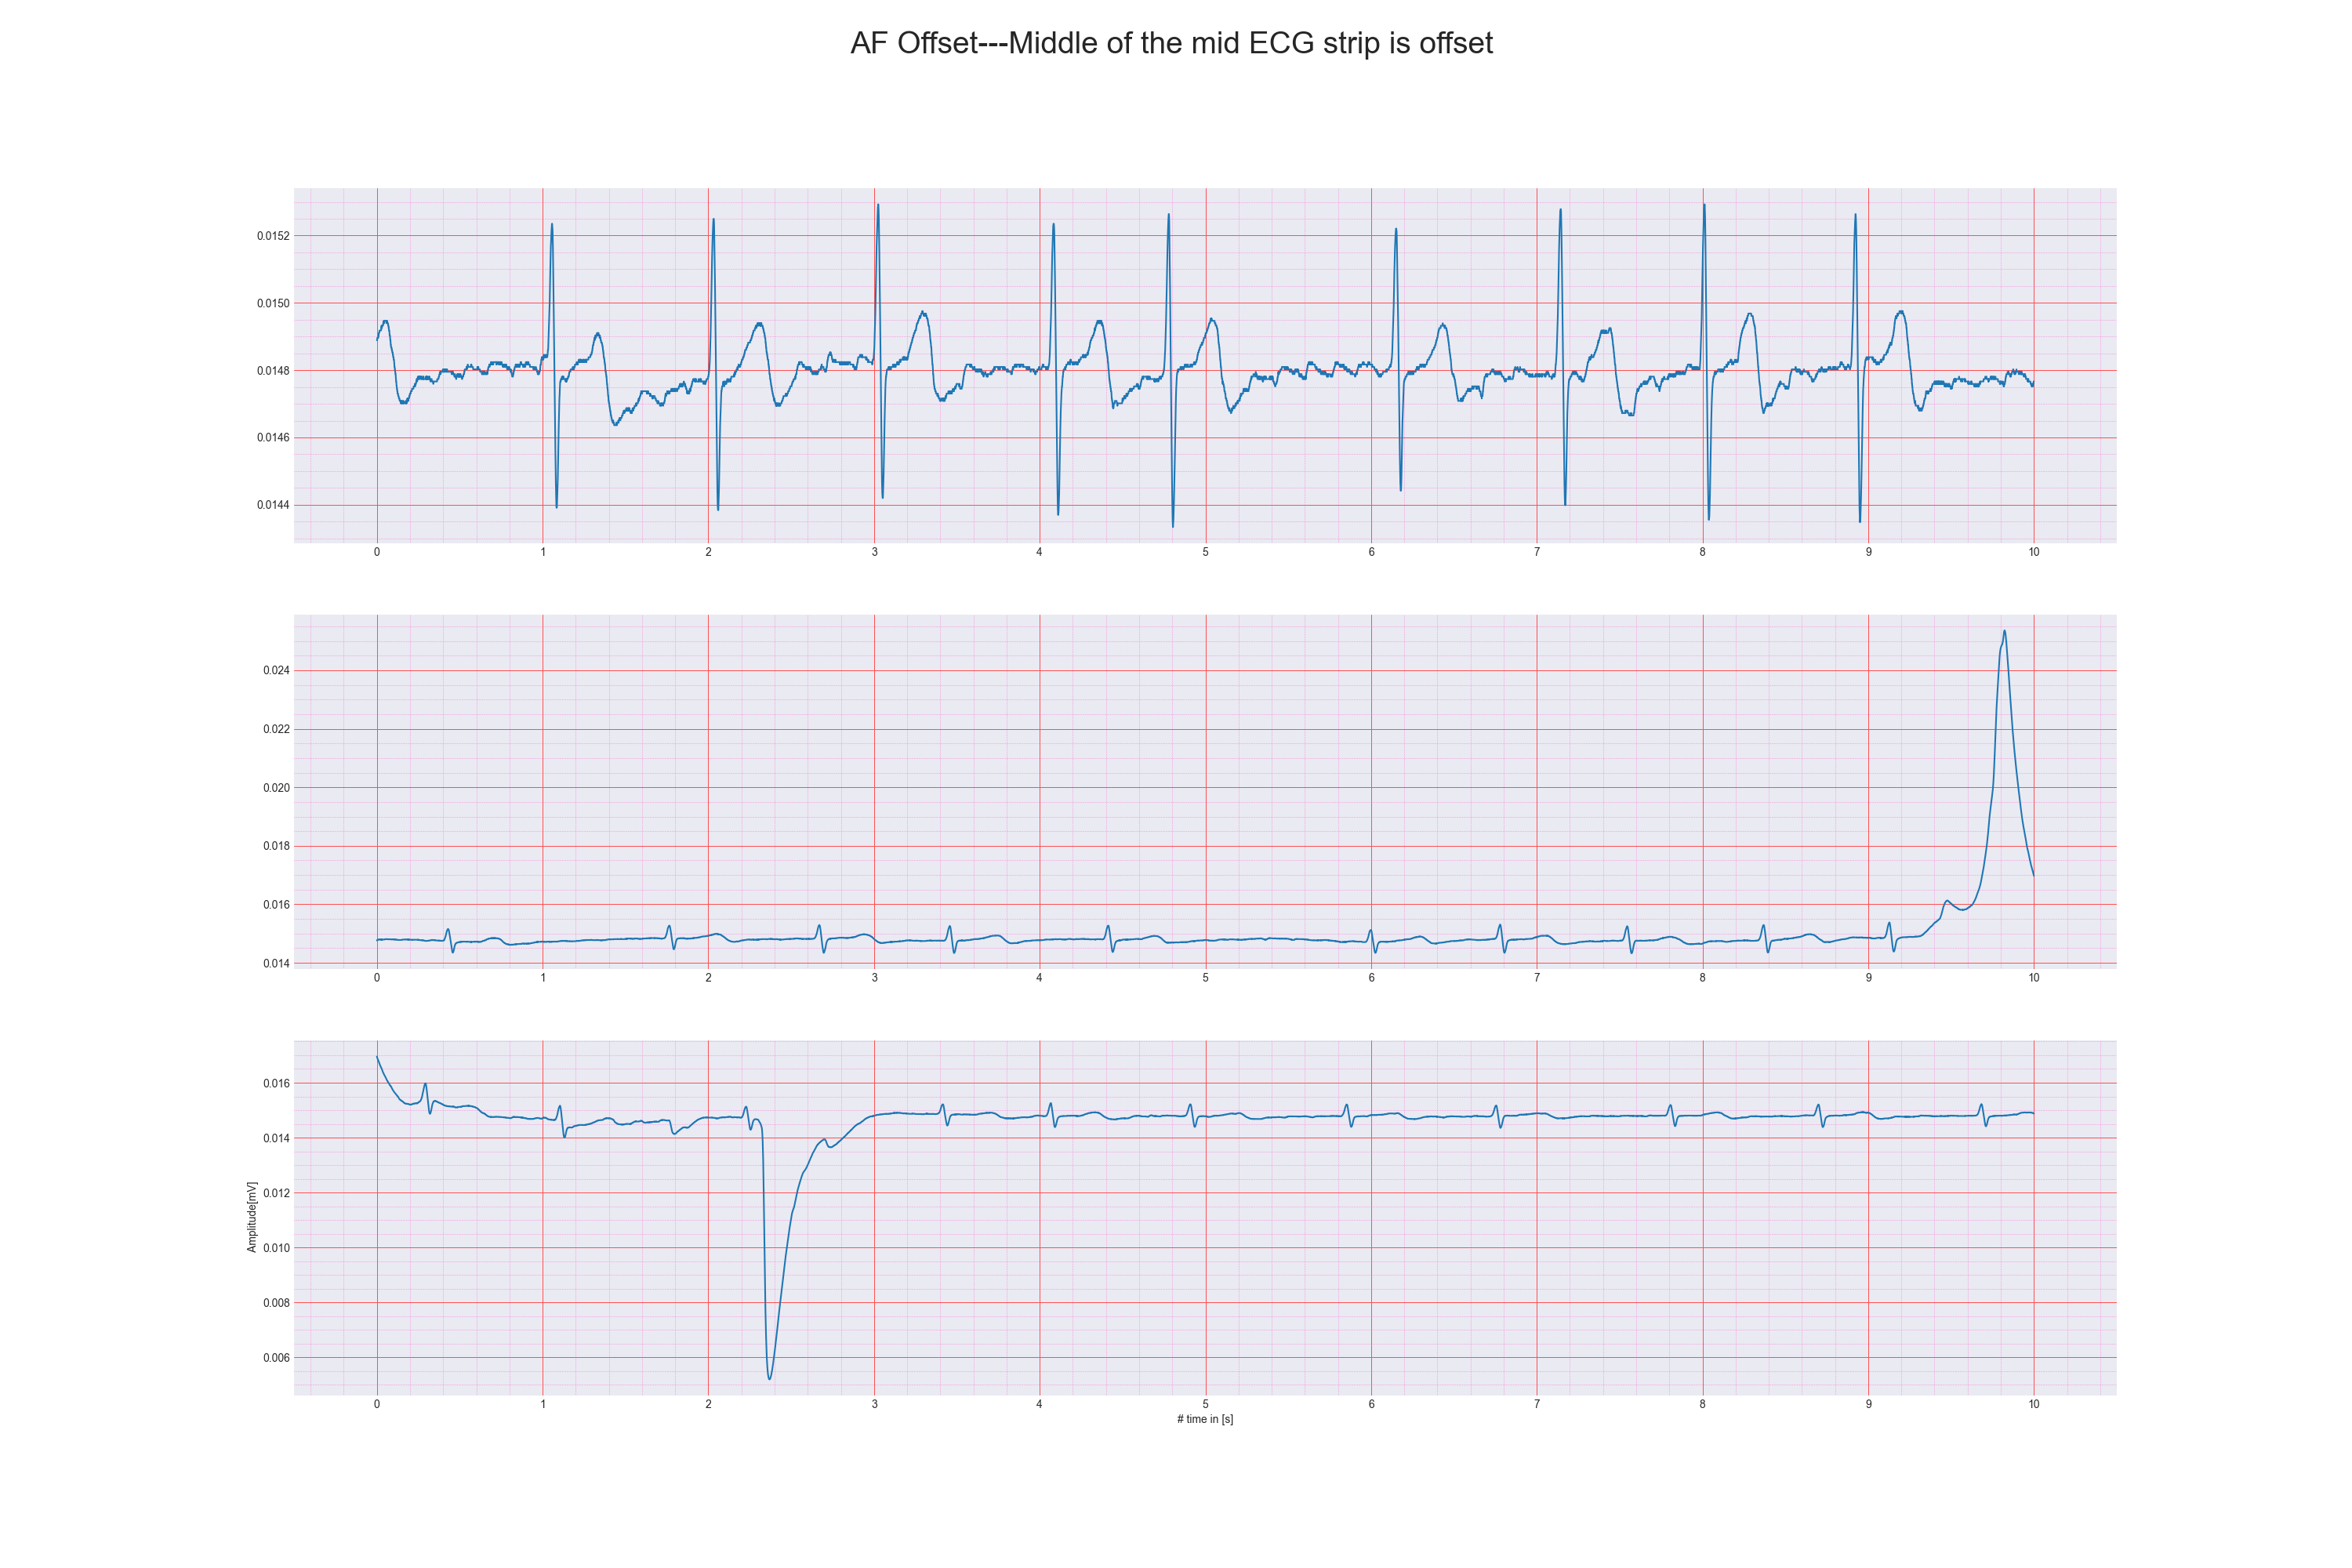 AF Offset---Middle of the mid ECG strip is offset
0.0152
0.0150
0.0148
0.0146
0.0144
0 1 2 3 4 5 6 7 8 9 10
0.024
0.022
0.020
0.018
0.016
0.014
0 1 2 3 4 5 6 7 8 9 10
Amplitude[mV]
0.016
0.014
0.012
0.010
0.008
0.006
0 1 2 3 4 5 6 7 8 9 10
# time in [s]